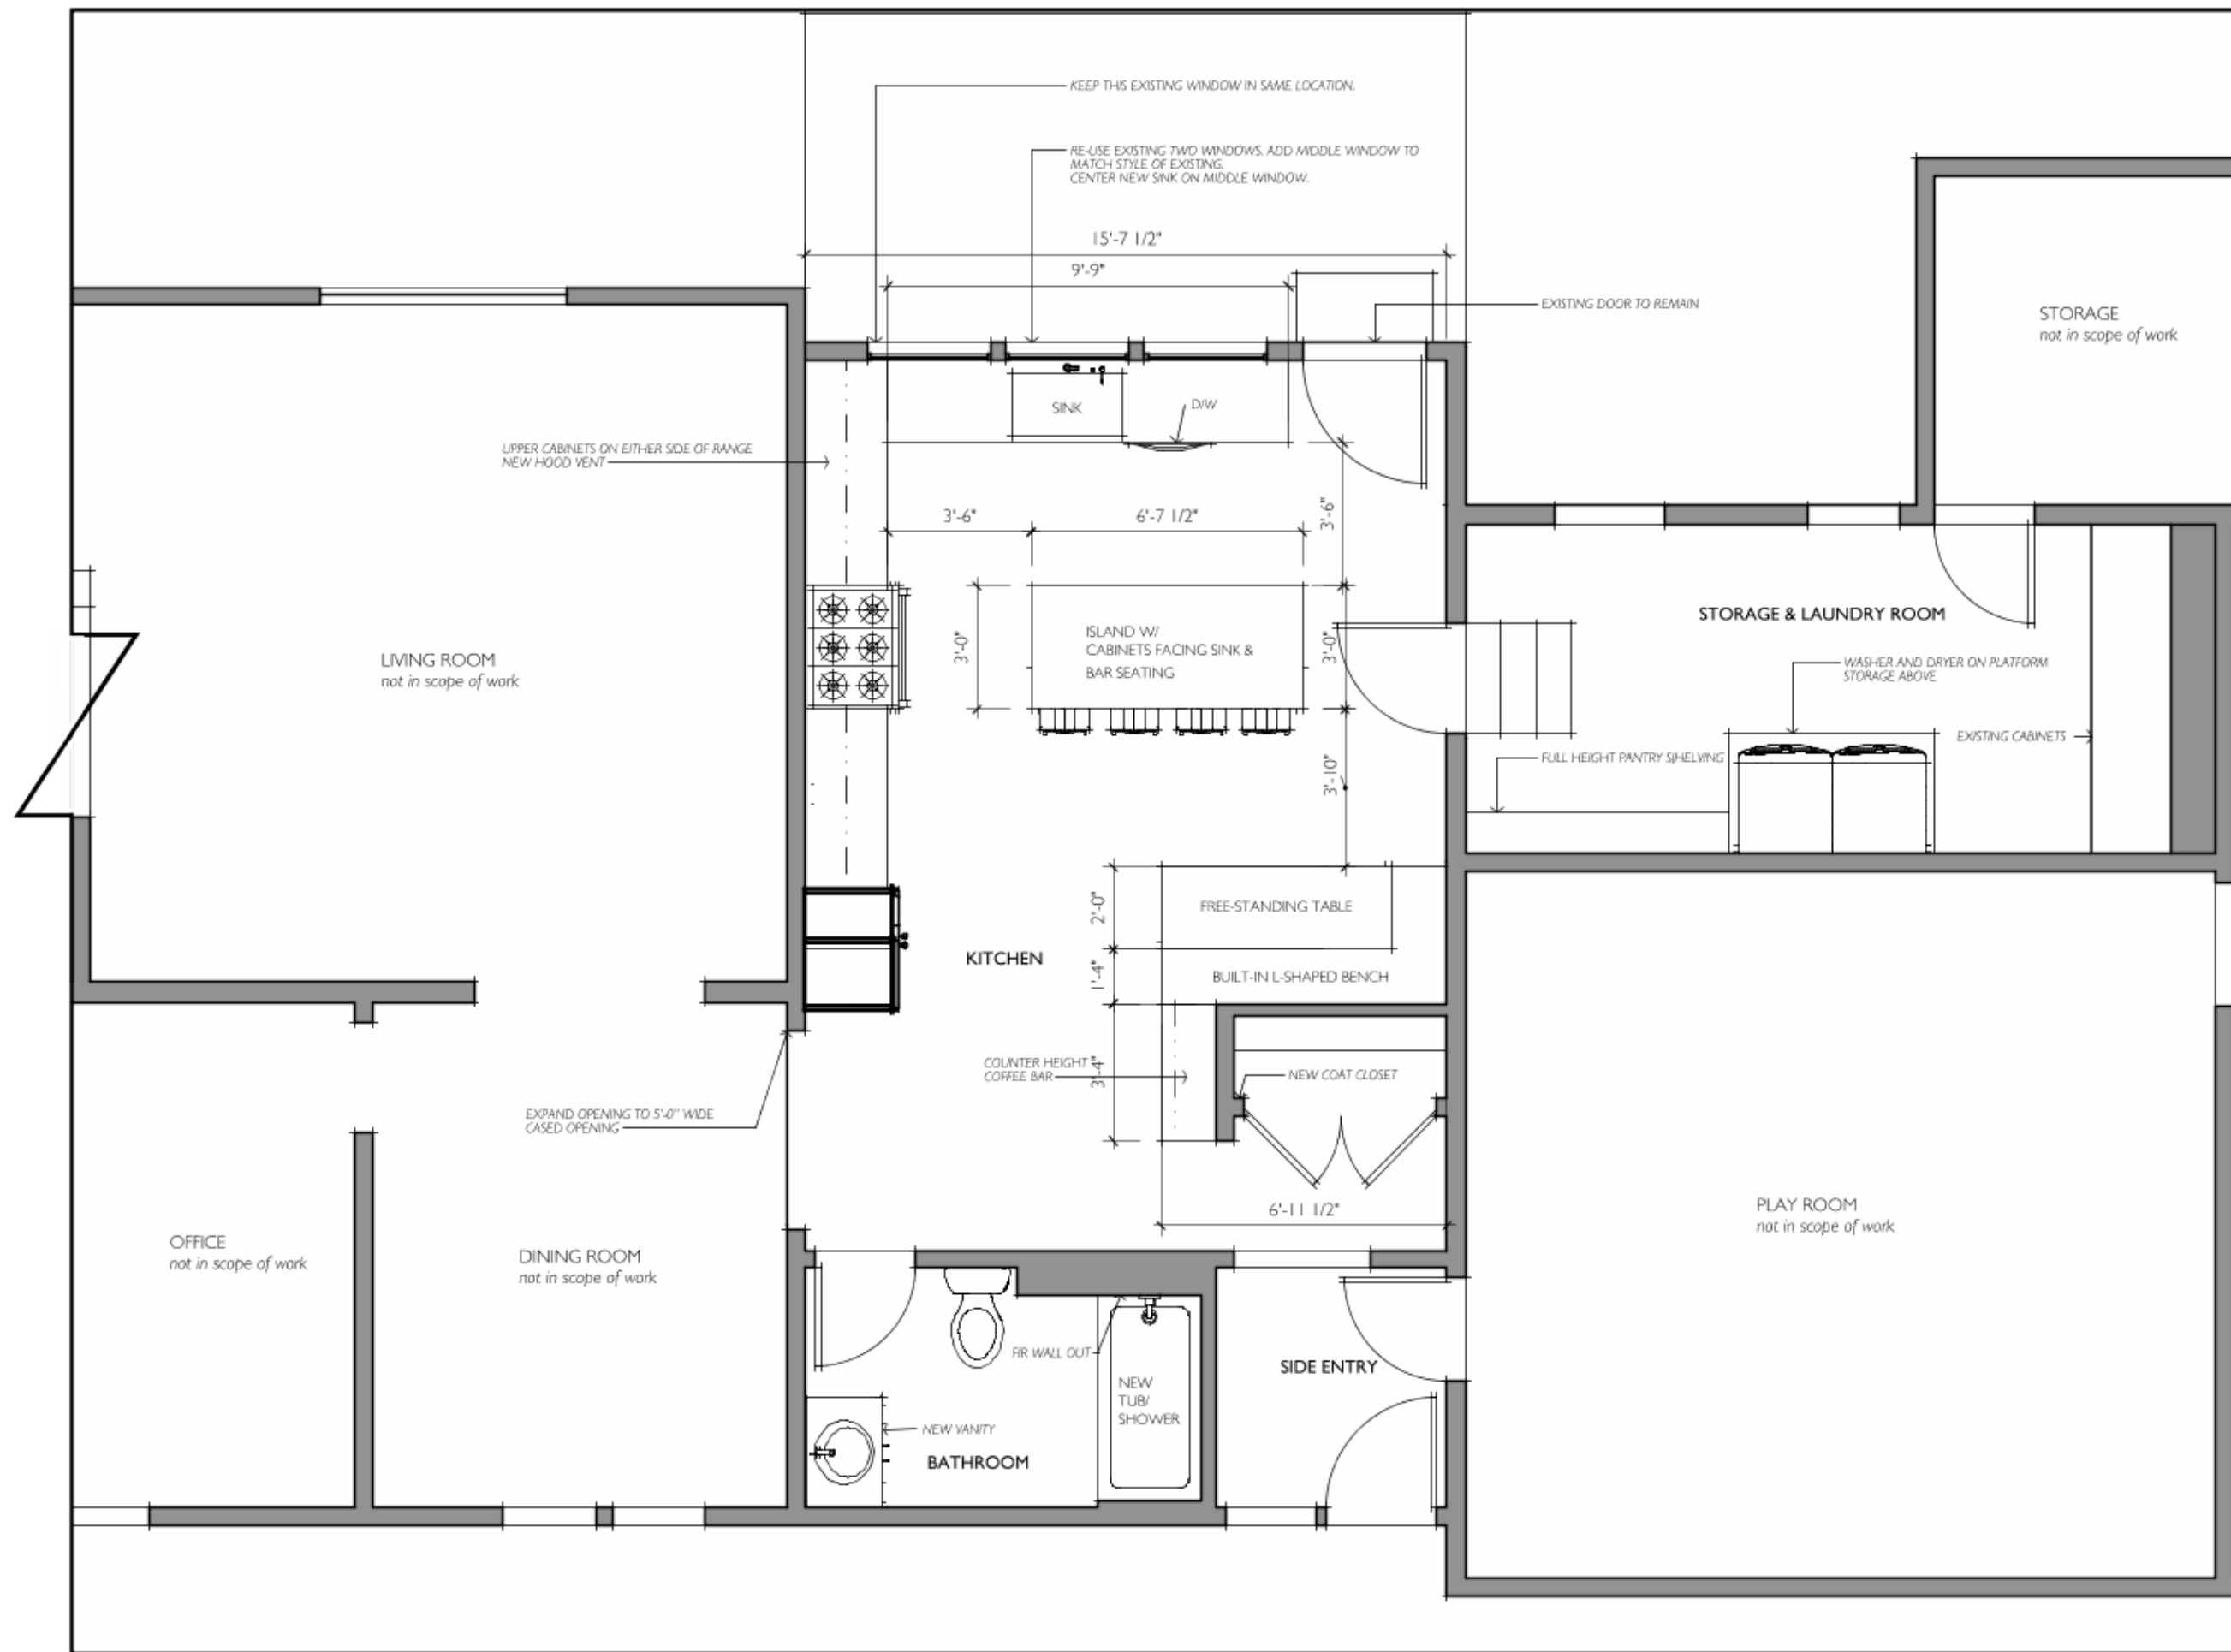 KEEP THIS EXISTING WINDOW IN SAME LOCATION.
RE-USE EXISTING TWO WINDOWS. ADD MIDDLE WINDOW TO
MATCH STYLE OF EXISTING.
CENTER NEW SINK ON MIDDLE WINDOW.
15'-7 1/2"
9'-9"
EXISTING DOOR TO REMAIN
STORAGE
not in scope of work
SINK
D/W
UPPER CABINETS ON EITHER SIDE OF RANGE
NEW HOOD VENT
3'-6"
6'-7 1/2"
3'-6"
STORAGE & LAUNDRY ROOM
LIVING ROOM
not in scope of work
3'-0"
ISLAND W/
CABINETS FACING SINK &
BAR SEATING
3'-0"
WASHER AND DRYER ON PLATFORM
STORAGE ABOVE
EXISTING CABINETS
FULL HEIGHT PANTRY SHELVING
3'-10"
2'-0"
FREE-STANDING TABLE
KITCHEN
1'-4"
BUILT-IN L-SHAPED BENCH
COUNTER HEIGHT
COFFEE BAR
3'-4"
NEW COAT CLOSET
EXPAND OPENING TO 5'-0" WIDE
CASED OPENING
6'-11 1/2"
PLAY ROOM
not in scope of work
OFFICE
not in scope of work
DINING ROOM
not in scope of work
FIR WALL OUT
SIDE ENTRY
NEW
TUB/
SHOWER
NEW VANITY
BATHROOM